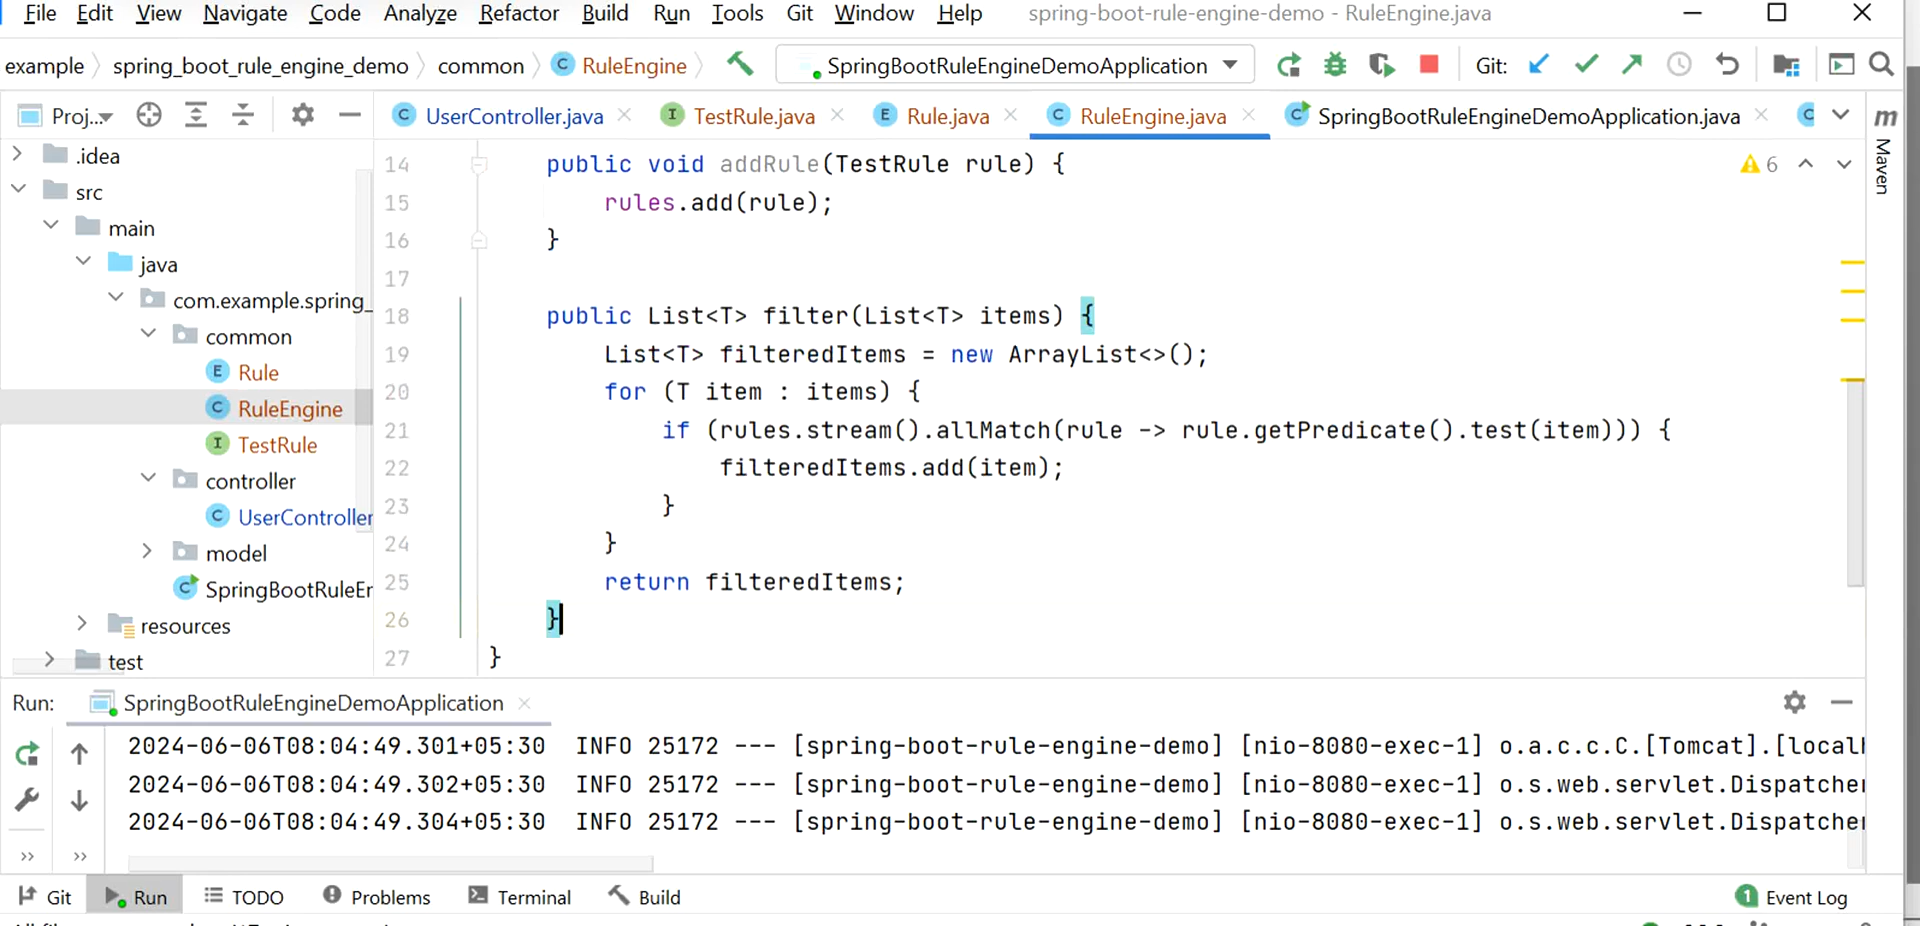 File Edit View Navigate Code Analyze Refactor Build Run Tools Git Window Help spring-boot-rule-engine-demo - RuleEngine.java
example spring_boot_rule_engine_demo common RuleEngine SpringBootRuleEngineDemoApplication Git:
Proj... UserController.java TestRule.java Rule.java RuleEngine.java SpringBootRuleEngineDemoApplication.java
Maven
.idea
src
main
java
com.example.spring_
common
Rule
RuleEngine
TestRule
controller
UserController
model
SpringBootRuleEr
resources
test
6
14 public void addRule(TestRule rule) {
15 rules.add(rule);
16 }
17
18 public List<T> filter(List<T> items) {
19 List<T> filteredItems = new ArrayList<>();
20 for (T item : items) {
21 if (rules.stream().allMatch(rule -> rule.getPredicate().test(item))) {
22 filteredItems.add(item);
23 }
24 }
25 return filteredItems;
26 }
27 }
Run: SpringBootRuleEngineDemoApplication
2024-06-06T08:04:49.301+05:30 INFO 25172 --- [spring-boot-rule-engine-demo] [nio-8080-exec-1] o.a.c.c.C.[Tomcat].[local
2024-06-06T08:04:49.302+05:30 INFO 25172 --- [spring-boot-rule-engine-demo] [nio-8080-exec-1] o.s.web.servlet.Dispatcher
2024-06-06T08:04:49.304+05:30 INFO 25172 --- [spring-boot-rule-engine-demo] [nio-8080-exec-1] o.s.web.servlet.Dispatcher
Git Run TODO Problems Terminal Build 1 Event Log